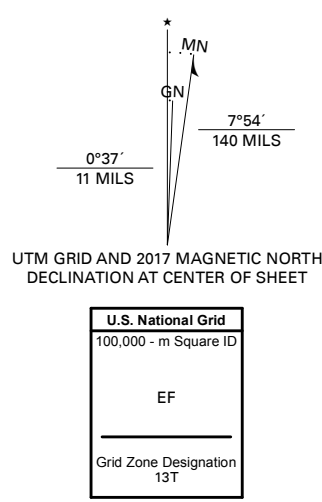 ★
MN
GN
7°54´
140 MILS
0°37´
11 MILS
UTM GRID AND 2017 MAGNETIC NORTH
DECLINATION AT CENTER OF SHEET
U.S. National Grid
100,000 - m Square ID
EF
Grid Zone Designation
13T